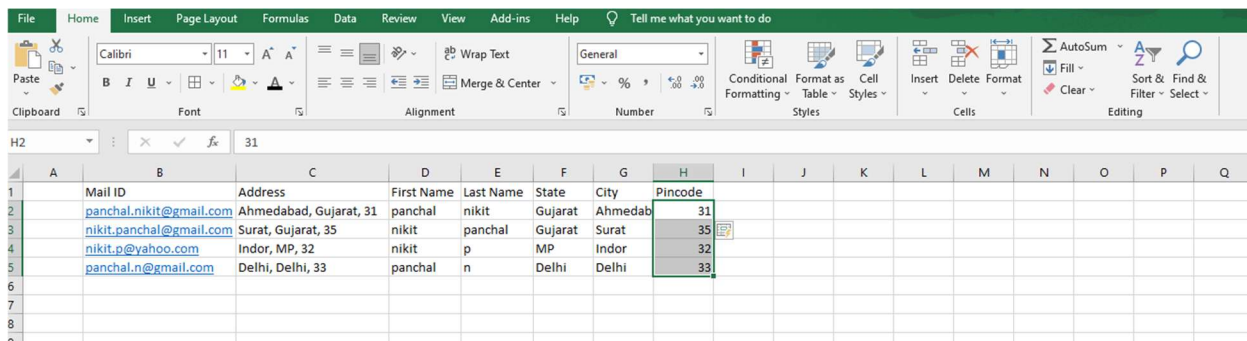 File Home Insert Page Layout Formulas Data Review View Add-ins Help Tell me what you want to do
Calibri 11 A A Wrap Text General AutoSum
Paste B I U A Merge & Center % , .00 .00 Conditional Format as Cell Insert Delete Format Fill Sort & Find &
Formatting Table Styles Clear Filter Select
Clipboard Font Alignment Number Styles Cells Editing
H2 fx 31
A B C D E F G H I J K L M N O P Q
1 Mail ID Address First Name Last Name State City Pincode
2 panchal.nikit@gmail.com Ahmedabad, Gujarat, 31 panchal nikit Gujarat Ahmedab 31
3 nikit.panchal@gmail.com Surat, Gujarat, 35 nikit panchal Gujarat Surat 35
4 nikit.p@yahoo.com Indor, MP, 32 nikit p MP Indor 32
5 panchal.n@gmail.com Delhi, Delhi, 33 panchal n Delhi Delhi 33
6
7
8